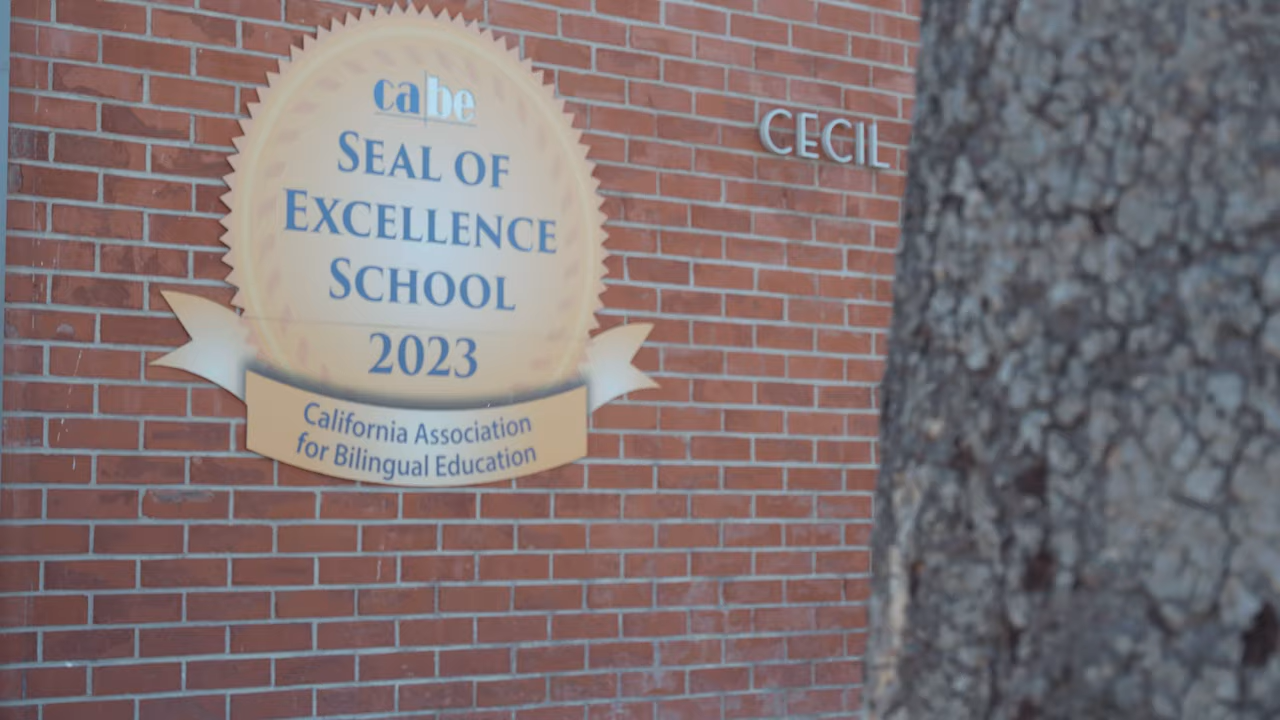 cabe
SEAL OF
EXCELLENCE
SCHOOL
2023
California Association
for Bilingual Education
CECIL